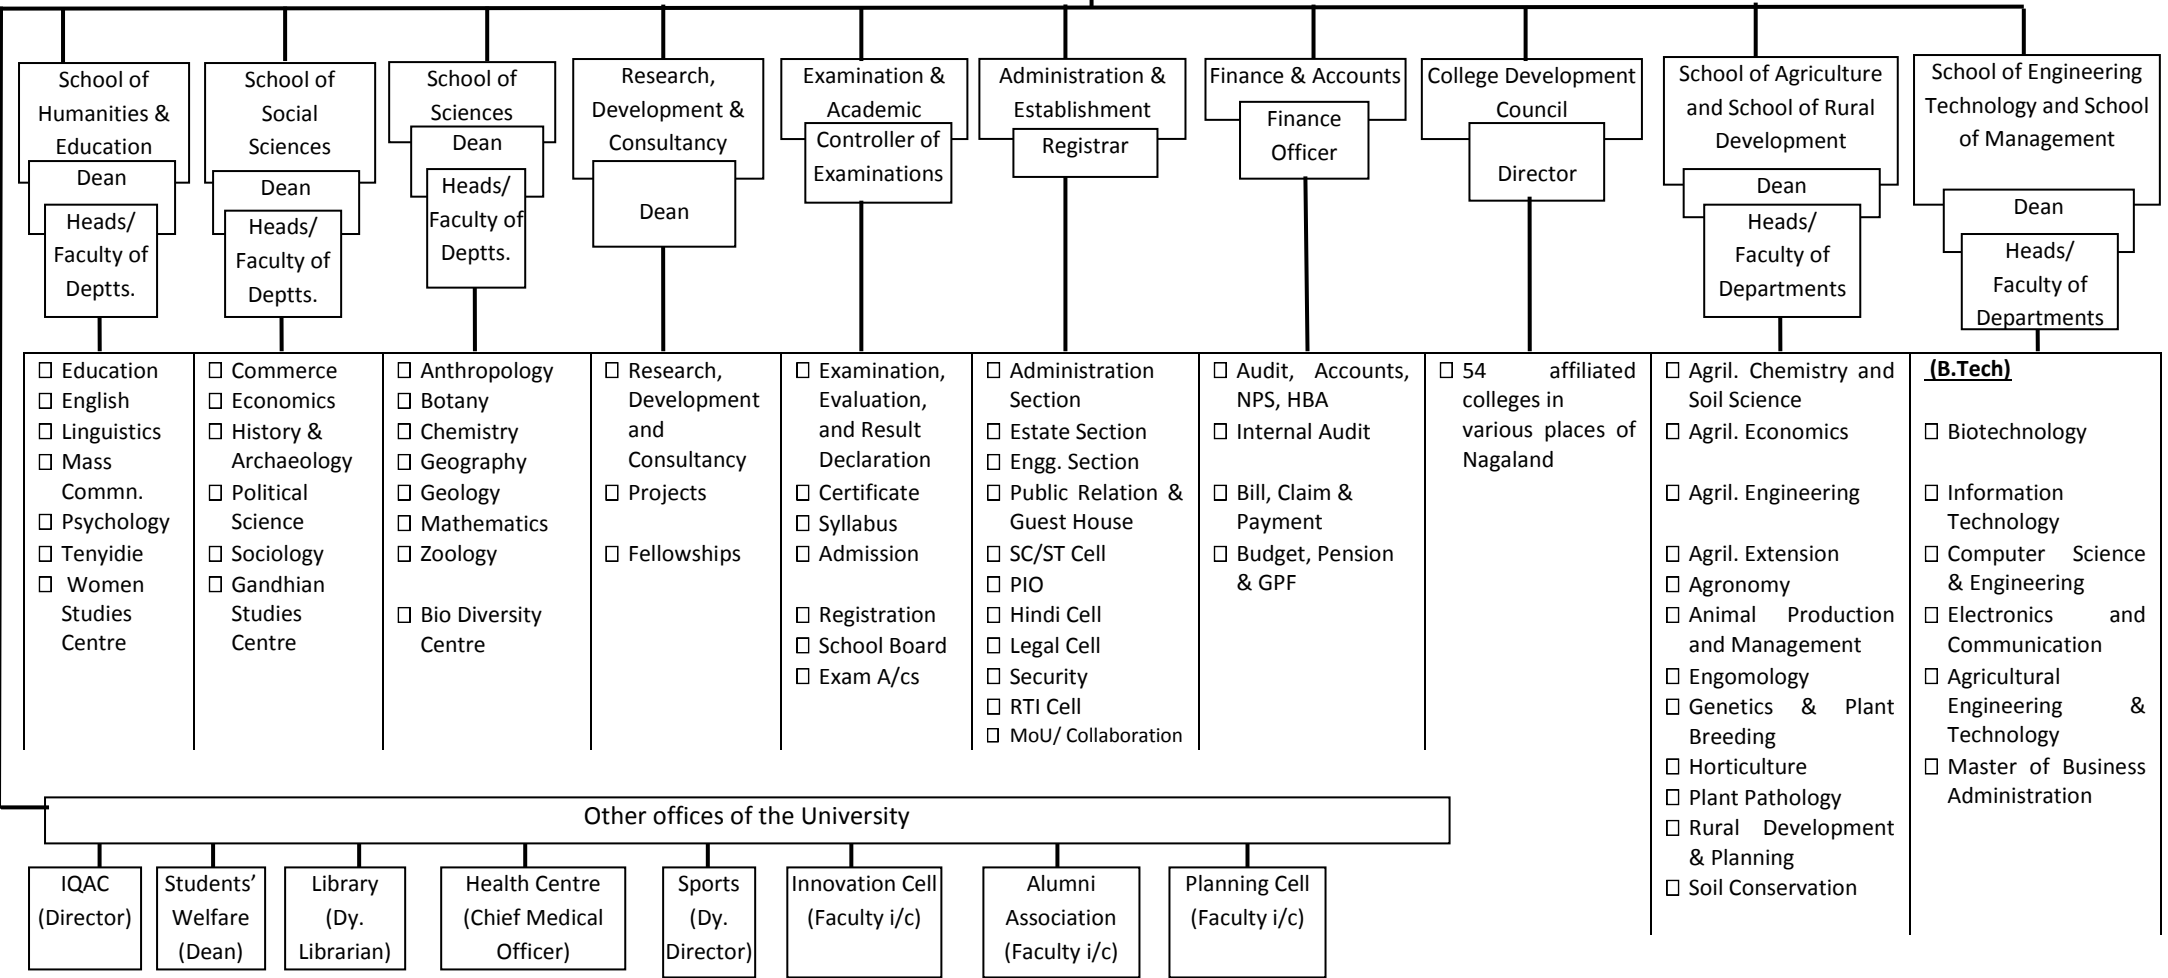 School of
Humanities &
Education
Dean
Heads/
Faculty of
Deptts.
School of
Social
Sciences
Dean
Heads/
Faculty of
Deptts.
School of
Sciences
Dean
Heads/
Faculty of
Deptts.
Research,
Development &
Consultancy
Dean
Examination &
Academic
Controller of
Examinations
Administration &
Establishment
Registrar
Finance & Accounts
Finance
Officer
College Development
Council
Director
School of Agriculture
and School of Rural
Development
Dean
Heads/
Faculty of
Departments
School of Engineering
Technology and School
of Management
Dean
Heads/
Faculty of
Departments
Education
English
Linguistics
Mass
Commn.
Psychology
Tenyidie
Women
Studies
Centre
Commerce
Economics
History &
Archaeology
Political
Science
Sociology
Gandhian
Studies
Centre
Anthropology
Botany
Chemistry
Geography
Geology
Mathematics
Zoology
Bio Diversity
Centre
Research,
Development
and
Consultancy
Projects
Fellowships
Examination,
Evaluation,
and Result
Declaration
Certificate
Syllabus
Admission
Registration
School Board
Exam A/cs
Administration
Section
Estate Section
Engg. Section
Public Relation &
Guest House
SC/ST Cell
PIO
Hindi Cell
Legal Cell
Security
RTI Cell
MoU/ Collaboration
Audit, Accounts,
NPS, HBA
Internal Audit
Bill, Claim &
Payment
Budget, Pension
& GPF
54 affiliated
colleges in
various places of
Nagaland
Agril. Chemistry and
Soil Science
Agril. Economics
Agril. Engineering
Agril. Extension
Agronomy
Animal Production
and Management
Engomology
Genetics & Plant
Breeding
Horticulture
Plant Pathology
Rural Development
& Planning
Soil Conservation
(B.Tech)
Biotechnology
Information
Technology
Computer Science
& Engineering
Electronics and
Communication
Agricultural
Engineering &
Technology
Master of Business
Administration
Other offices of the University
IQAC
(Director)
Students’
Welfare
(Dean)
Library
(Dy.
Librarian)
Health Centre
(Chief Medical
Officer)
Sports
(Dy.
Director)
Innovation Cell
(Faculty i/c)
Alumni
Association
(Faculty i/c)
Planning Cell
(Faculty i/c)